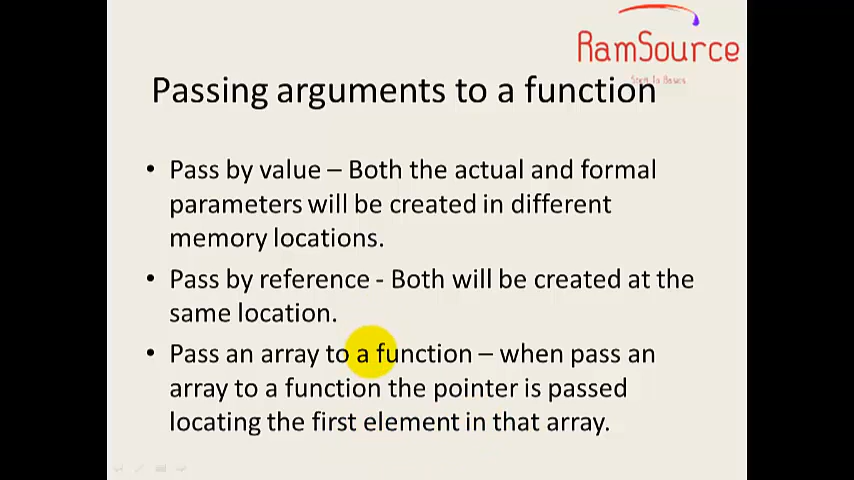 RamSource
Passing arguments to a function
• Pass by value – Both the actual and formal
parameters will be created in different
memory locations.
• Pass by reference - Both will be created at the
same location.
• Pass an array to a function – when pass an
array to a function the pointer is passed
locating the first element in that array.